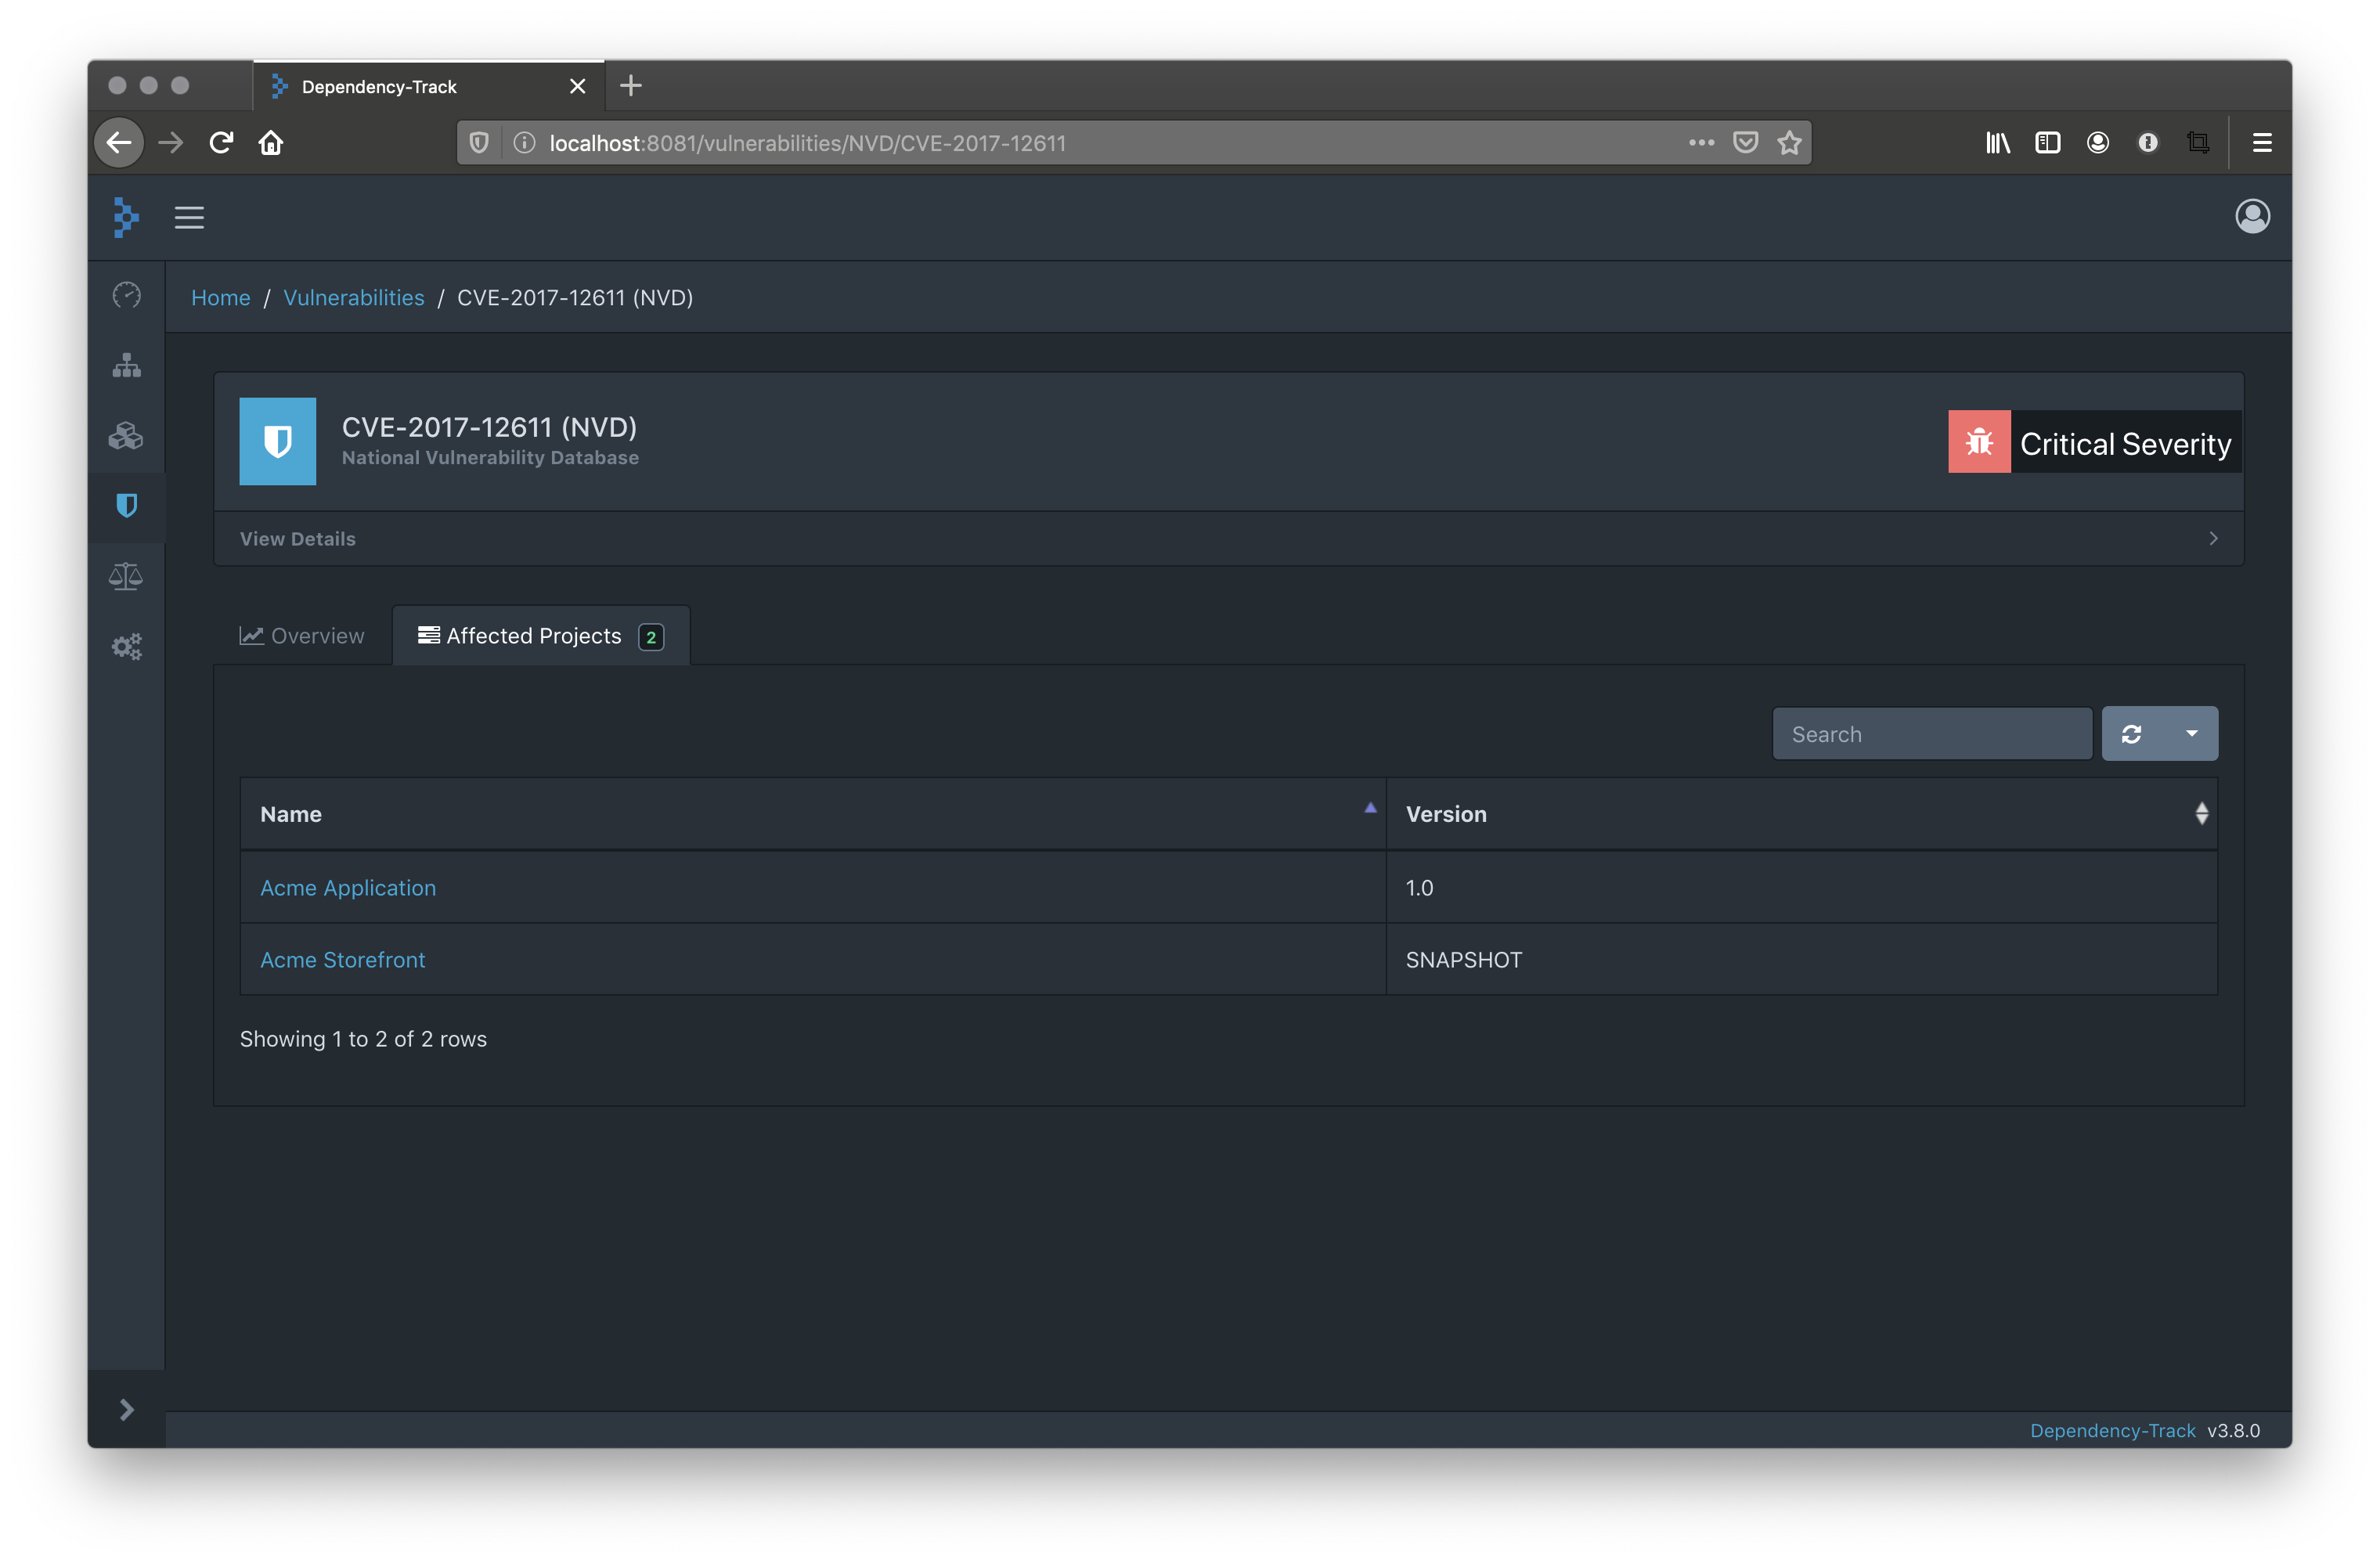 Dependency-Track
localhost:8081/vulnerabilities/NVD/CVE-2017-12611
Home / Vulnerabilities / CVE-2017-12611 (NVD)
CVE-2017-12611 (NVD)
National Vulnerability Database
Critical Severity
View Details
Overview Affected Projects 2
Search
Name Version
Acme Application 1.0
Acme Storefront SNAPSHOT
Showing 1 to 2 of 2 rows
Dependency-Track v3.8.0